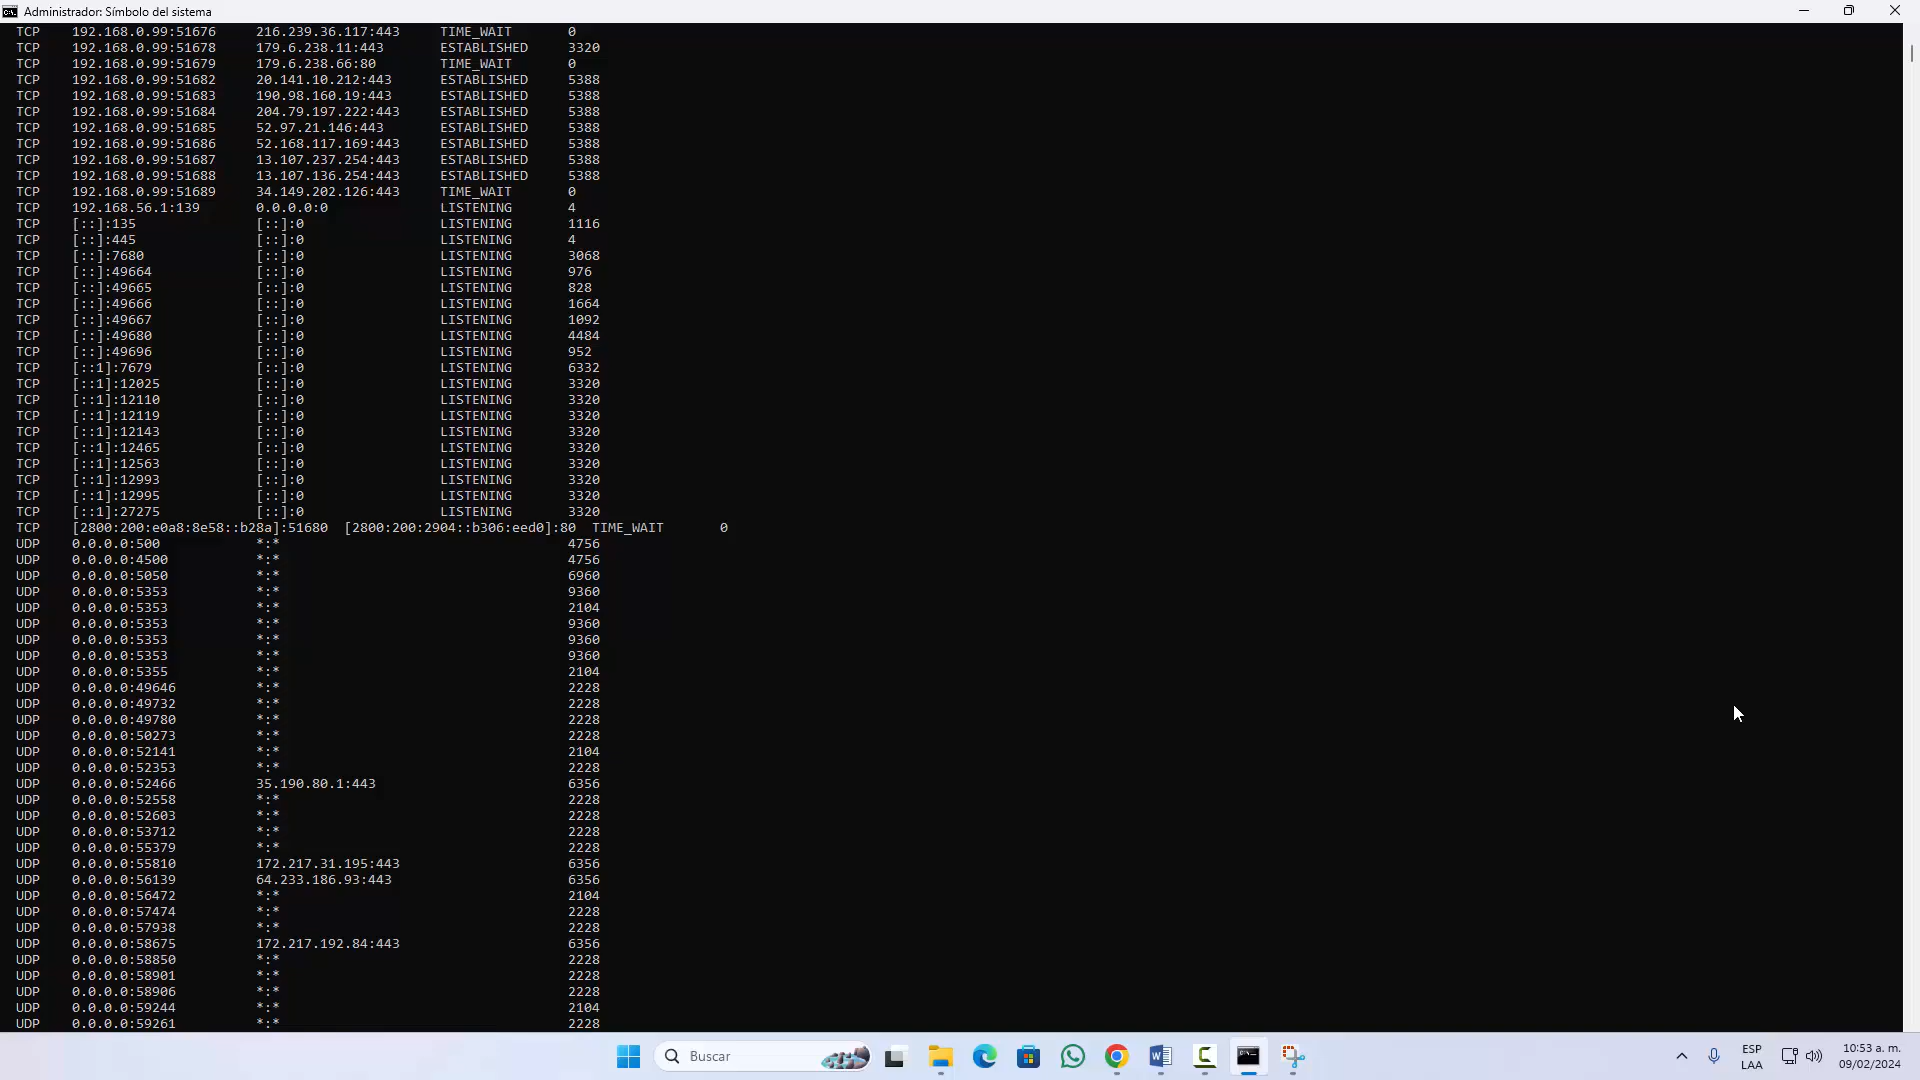 Administrador: Símbolo del sistema
TCP 192.168.0.99:51676 216.239.36.117:443 TIME_WAIT 0
TCP 192.168.0.99:51678 179.6.238.11:443 ESTABLISHED 3320
TCP 192.168.0.99:51679 179.6.238.66:80 TIME_WAIT 0
TCP 192.168.0.99:51682 20.141.10.212:443 ESTABLISHED 5388
TCP 192.168.0.99:51683 190.98.160.19:443 ESTABLISHED 5388
TCP 192.168.0.99:51684 204.79.197.222:443 ESTABLISHED 5388
TCP 192.168.0.99:51685 52.97.21.146:443 ESTABLISHED 5388
TCP 192.168.0.99:51686 52.168.117.169:443 ESTABLISHED 5388
TCP 192.168.0.99:51687 13.107.237.254:443 ESTABLISHED 5388
TCP 192.168.0.99:51688 13.107.136.254:443 ESTABLISHED 5388
TCP 192.168.0.99:51689 34.149.202.126:443 TIME_WAIT 0
TCP 192.168.56.1:139 0.0.0.0:0 LISTENING 4
TCP [::]:135 [::]:0 LISTENING 1116
TCP [::]:445 [::]:0 LISTENING 4
TCP [::]:7680 [::]:0 LISTENING 3068
TCP [::]:49664 [::]:0 LISTENING 976
TCP [::]:49665 [::]:0 LISTENING 828
TCP [::]:49666 [::]:0 LISTENING 1664
TCP [::]:49667 [::]:0 LISTENING 1092
TCP [::]:49680 [::]:0 LISTENING 4484
TCP [::]:49696 [::]:0 LISTENING 952
TCP [::1]:7679 [::]:0 LISTENING 6332
TCP [::1]:12025 [::]:0 LISTENING 3320
TCP [::1]:12110 [::]:0 LISTENING 3320
TCP [::1]:12119 [::]:0 LISTENING 3320
TCP [::1]:12143 [::]:0 LISTENING 3320
TCP [::1]:12465 [::]:0 LISTENING 3320
TCP [::1]:12563 [::]:0 LISTENING 3320
TCP [::1]:12993 [::]:0 LISTENING 3320
TCP [::1]:12995 [::]:0 LISTENING 3320
TCP [::1]:27275 [::]:0 LISTENING 3320
TCP [2800:200:e0a8:8e58::b28a]:51680 [2800:200:2904::b306:eed0]:80 TIME_WAIT 0
UDP 0.0.0.0:500 *:* 4756
UDP 0.0.0.0:4500 *:* 4756
UDP 0.0.0.0:5050 *:* 6960
UDP 0.0.0.0:5353 *:* 9360
UDP 0.0.0.0:5353 *:* 2104
UDP 0.0.0.0:5353 *:* 9360
UDP 0.0.0.0:5353 *:* 9360
UDP 0.0.0.0:5353 *:* 9360
UDP 0.0.0.0:5355 *:* 2104
UDP 0.0.0.0:49646 *:* 2228
UDP 0.0.0.0:49732 *:* 2228
UDP 0.0.0.0:49780 *:* 2228
UDP 0.0.0.0:50273 *:* 2228
UDP 0.0.0.0:52141 *:* 2104
UDP 0.0.0.0:52353 *:* 2228
UDP 0.0.0.0:52466 35.190.80.1:443 6356
UDP 0.0.0.0:52558 *:* 2228
UDP 0.0.0.0:52603 *:* 2228
UDP 0.0.0.0:53712 *:* 2228
UDP 0.0.0.0:55379 *:* 2228
UDP 0.0.0.0:55810 172.217.31.195:443 6356
UDP 0.0.0.0:56139 64.233.186.93:443 6356
UDP 0.0.0.0:56472 *:* 2104
UDP 0.0.0.0:57474 *:* 2228
UDP 0.0.0.0:57938 *:* 2228
UDP 0.0.0.0:58675 172.217.192.84:443 6356
UDP 0.0.0.0:58850 *:* 2228
UDP 0.0.0.0:58901 *:* 2228
UDP 0.0.0.0:58906 *:* 2228
UDP 0.0.0.0:59244 *:* 2104
UDP 0.0.0.0:59261 *:* 2228
Buscar
ESP
LAA
10:53 a. m.
09/02/2024